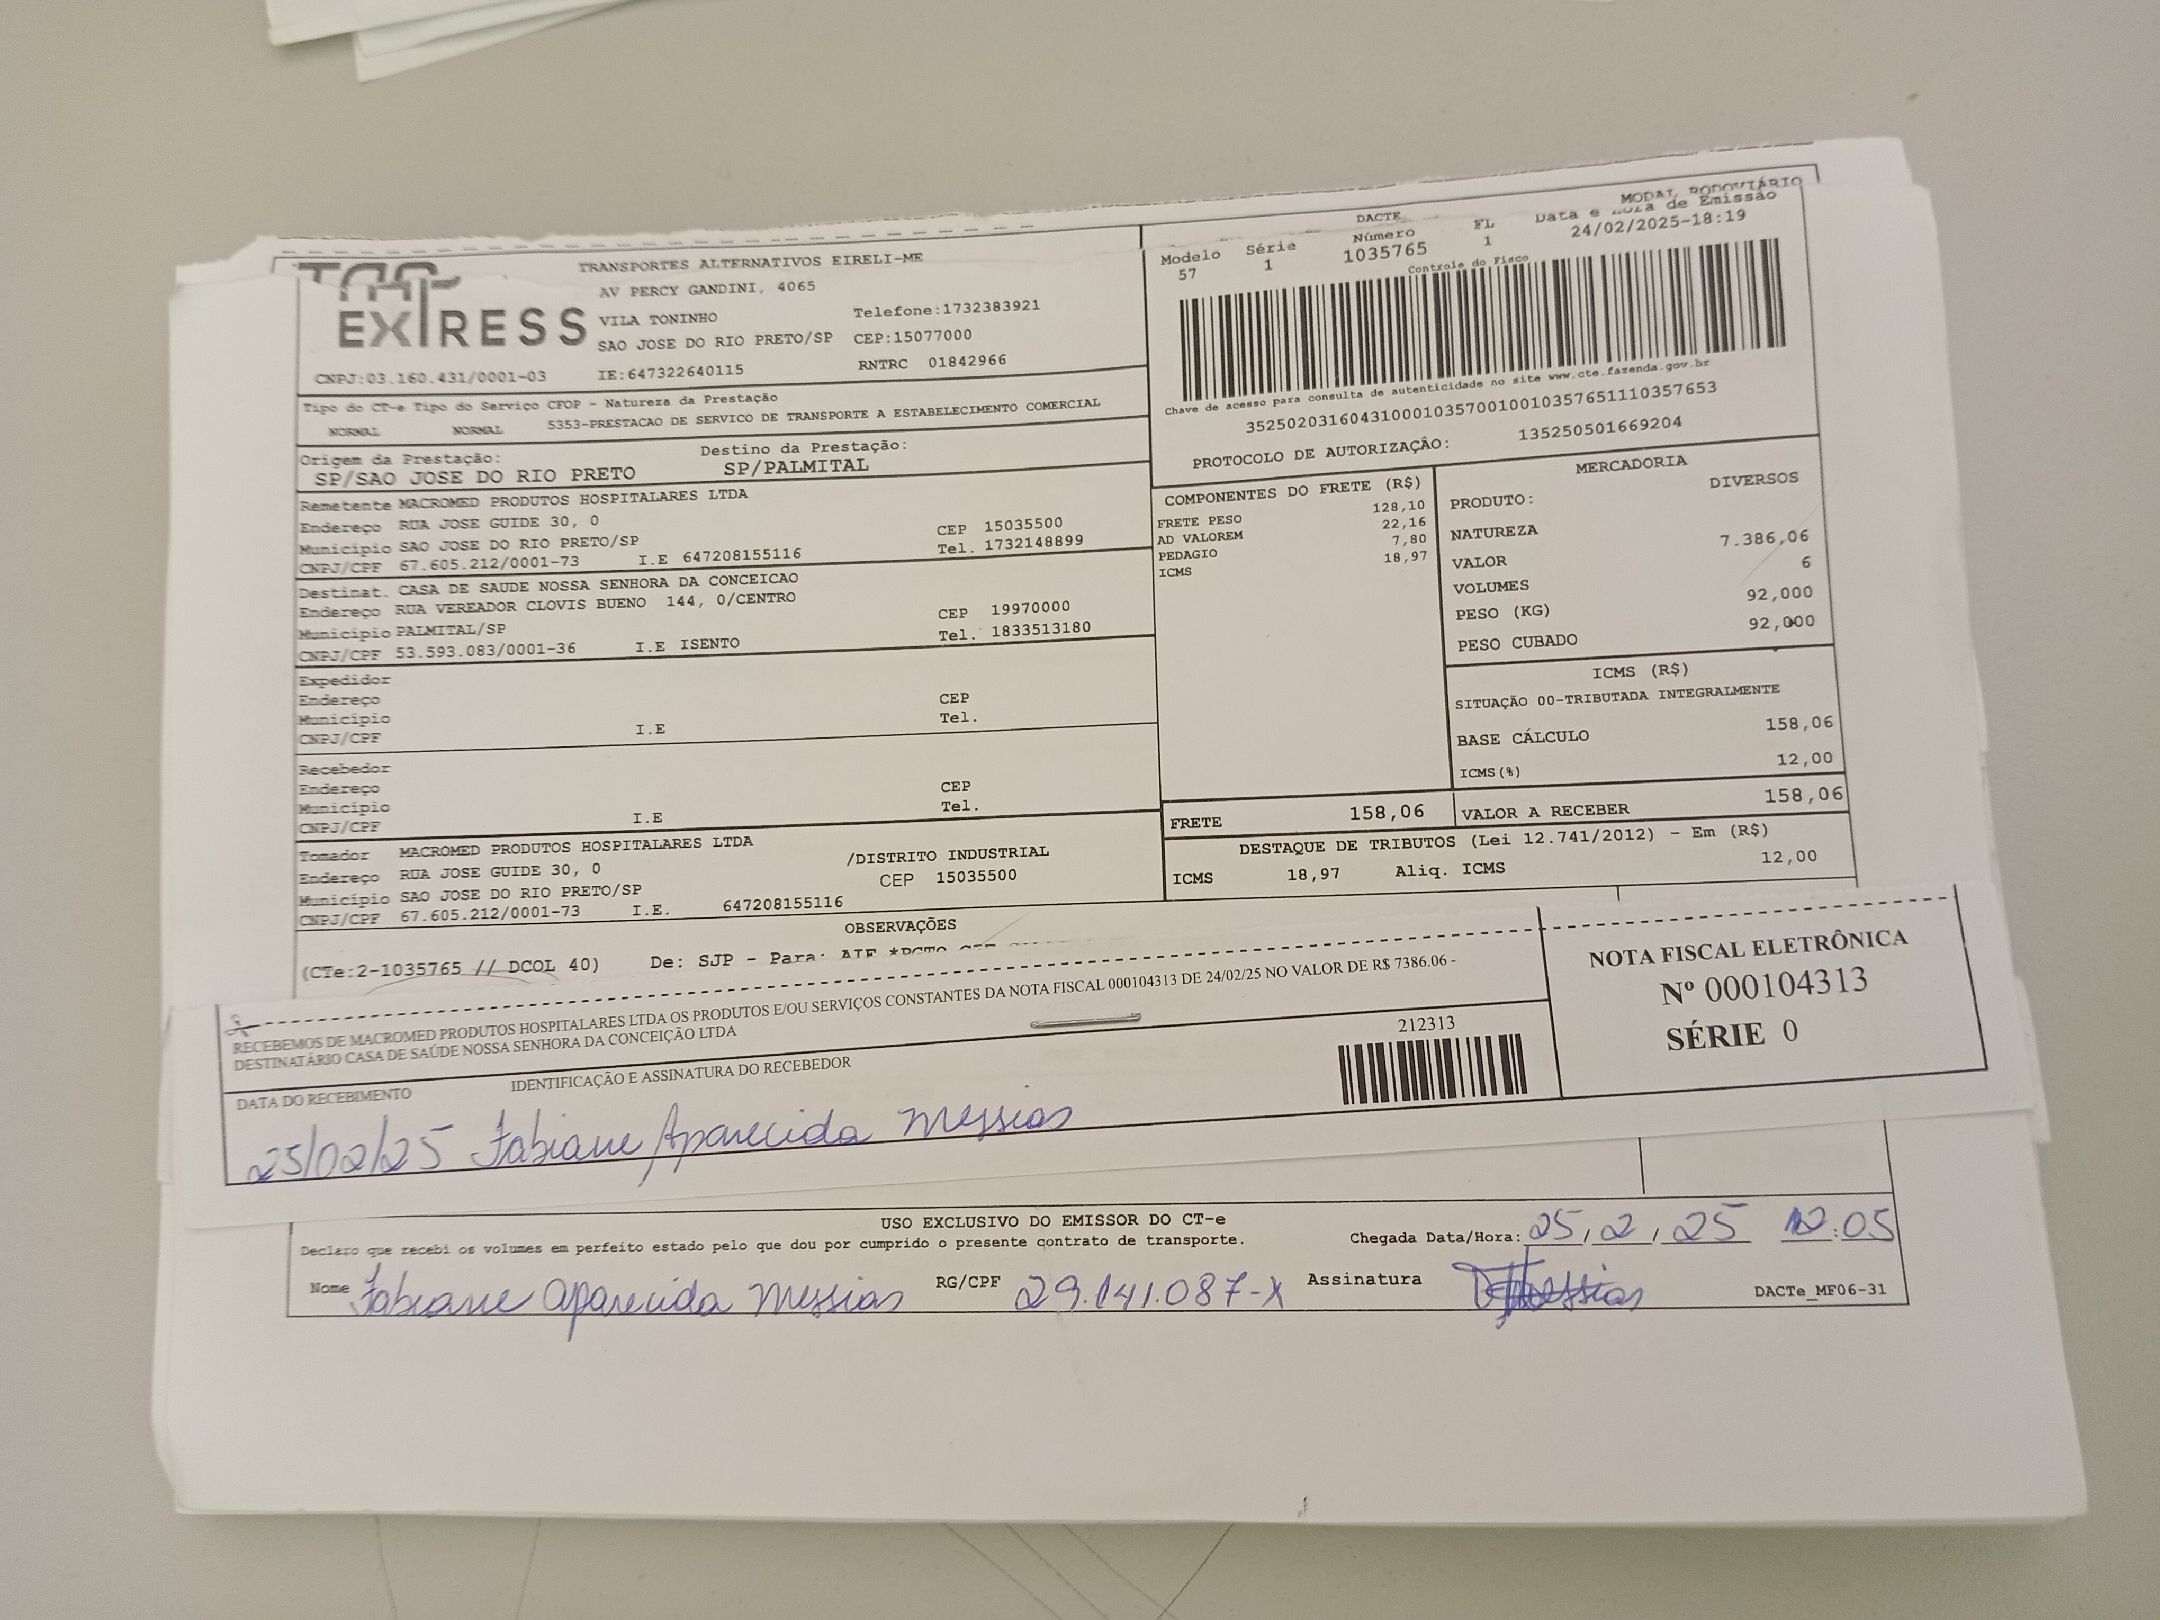 TRANSPORTES ALTERNATIVOS EIRELI-ME
AV PERCY GANDINI, 4065
VILA TONINHO Telefone:1732383921
SAO JOSE DO RIO PRETO/SP CEP:15077000
EXPRESS
CNPJ:03.160.431/0001-03 IE:647322640115 RNTRC 01842966
Tipo do CT-e Tipo do Serviço CFOP - Natureza da Prestação
NORMAL NORMAL 5353-PRESTACAO DE SERVICO DE TRANSPORTE A ESTABELECIMENTO COMERCIAL
Origem da Prestação: Destino da Prestação:
SP/SAO JOSE DO RIO PRETO SP/PALMITAL
Remetente MACROMED PRODUTOS HOSPITALARES LTDA
Endereço RUA JOSE GUIDE 30, 0 CEP 15035500
Município SAO JOSE DO RIO PRETO/SP Tel. 1732148899
CNPJ/CPF 67.605.212/0001-73 I.E 647208155116
Destinat. CASA DE SAUDE NOSSA SENHORA DA CONCEICAO
Endereço RUA VEREADOR CLOVIS BUENO 144, 0/CENTRO CEP 19970000
Município PALMITAL/SP Tel. 1833513180
CNPJ/CPF 53.593.083/0001-36 I.E ISENTO
Expedidor
Endereço CEP
Município Tel.
CNPJ/CPF I.E
Recebedor
Endereço CEP
Município Tel.
CNPJ/CPF I.E
Tomador MACROMED PRODUTOS HOSPITALARES LTDA
Endereço RUA JOSE GUIDE 30, 0 /DISTRITO INDUSTRIAL
Município SAO JOSE DO RIO PRETO/SP CEP 15035500
CNPJ/CPF 67.605.212/0001-73 I.E. 647208155116
MODAL RODOVIÁRIO
DACTE
Modelo Série Número FL Data e Hora de Emissão
57 1 1035765 1 24/02/2025-18:19
Controle do Fisco
Chave de acesso para consulta de autenticidade no site www.cte.fazenda.gov.br
35250203160431000103570010010357651110357653
PROTOCOLO DE AUTORIZAÇÂO: 135250501669204
COMPONENTES DO FRETE (R$)
FRETE PESO 128,10
AD VALOREM 22,16
PEDAGIO 7,80
ICMS 18,97
MERCADORIA
PRODUTO: DIVERSOS
NATUREZA
VALOR 7.386,06
VOLUMES 6
PESO (KG) 92,000
PESO CUBADO 92,000
ICMS (R$)
SITUAÇÃO 00-TRIBUTADA INTEGRALMENTE
BASE CÁLCULO 158,06
ICMS(%) 12,00
FRETE 158,06 VALOR A RECEBER 158,06
DESTAQUE DE TRIBUTOS (Lei 12.741/2012) - Em (R$)
ICMS 18,97 Aliq. ICMS 12,00
OBSERVAÇÕES
(CTe:2-1035765 // DCOL 40) De: SJP - Para:
RECEBEMOS DE MACROMED PRODUTOS HOSPITALARES LTDA OS PRODUTOS E/OU SERVIÇOS CONSTANTES DA NOTA FISCAL 000104313 DE 24/02/25 NO VALOR DE R$ 7386.06 -
DESTINATÁRIO CASA DE SAÚDE NOSSA SENHORA DA CONCEIÇÃO LTDA
DATA DO RECEBIMENTO IDENTIFICAÇÃO E ASSINATURA DO RECEBEDOR
25/02/25 Fabiane Aparecida Messias
212313
NOTA FISCAL ELETRÔNICA
Nº 000104313
SÉRIE 0
USO EXCLUSIVO DO EMISSOR DO CT-e
Declaro que recebi os volumes em perfeito estado pelo que dou por cumprido o presente contrato de transporte. Chegada Data/Hora: 25/2/25 12:05
Nome Fabiane Aparecida Messias RG/CPF 29.141.087-X Assinatura
DACTe_MF06-31